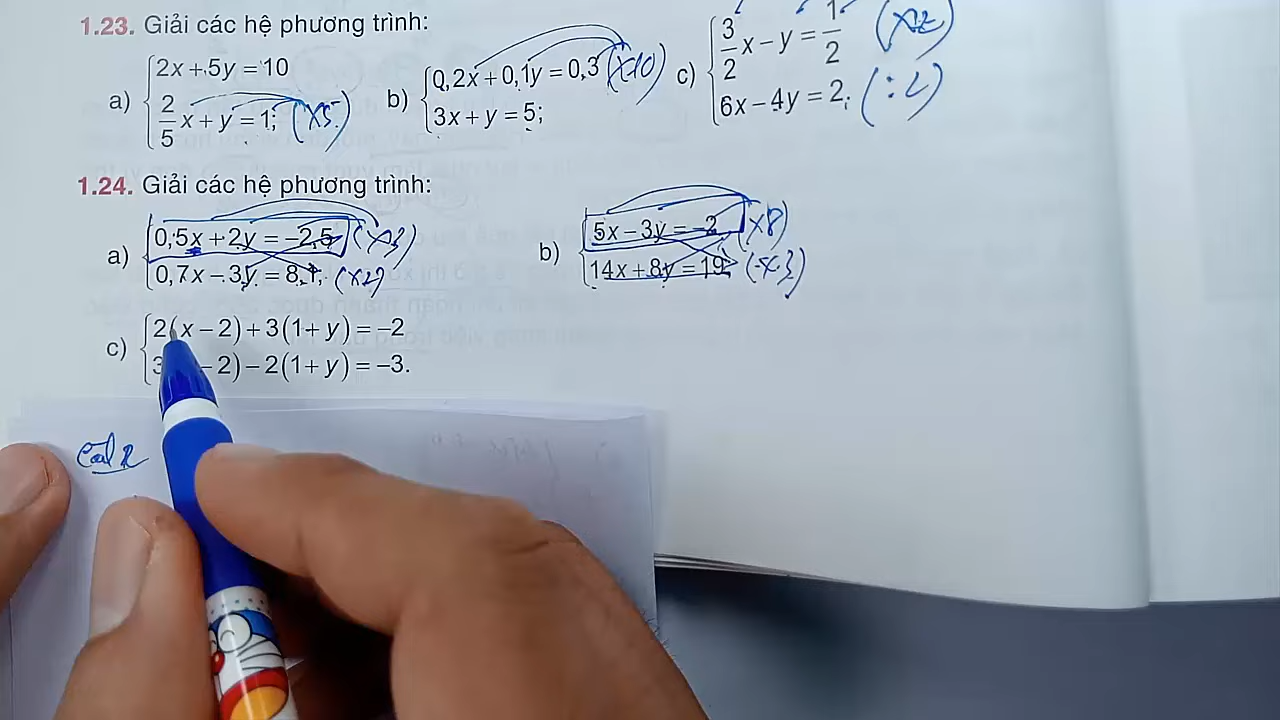 1.23. Giải các hệ phương trình:
a) { 2x + 5y = 10
2/5 x + y = 1; (x5)
b) { 0,2x + 0,1y = 0,3 (x10)
3x + y = 5;
c) { 3/2 x − y = 1/2 (x2)
6x − 4y = 2. (:2)
1.24. Giải các hệ phương trình:
a) { 0,5x + 2y = −2,5 (x3)
0,7x − 3y = 8,1; (x2)
b) { 5x − 3y = −2 (x8)
14x + 8y = 19; (x3)
c) { 2(x − 2) + 3(1 + y) = −2
3 − 2) − 2(1 + y) = −3.